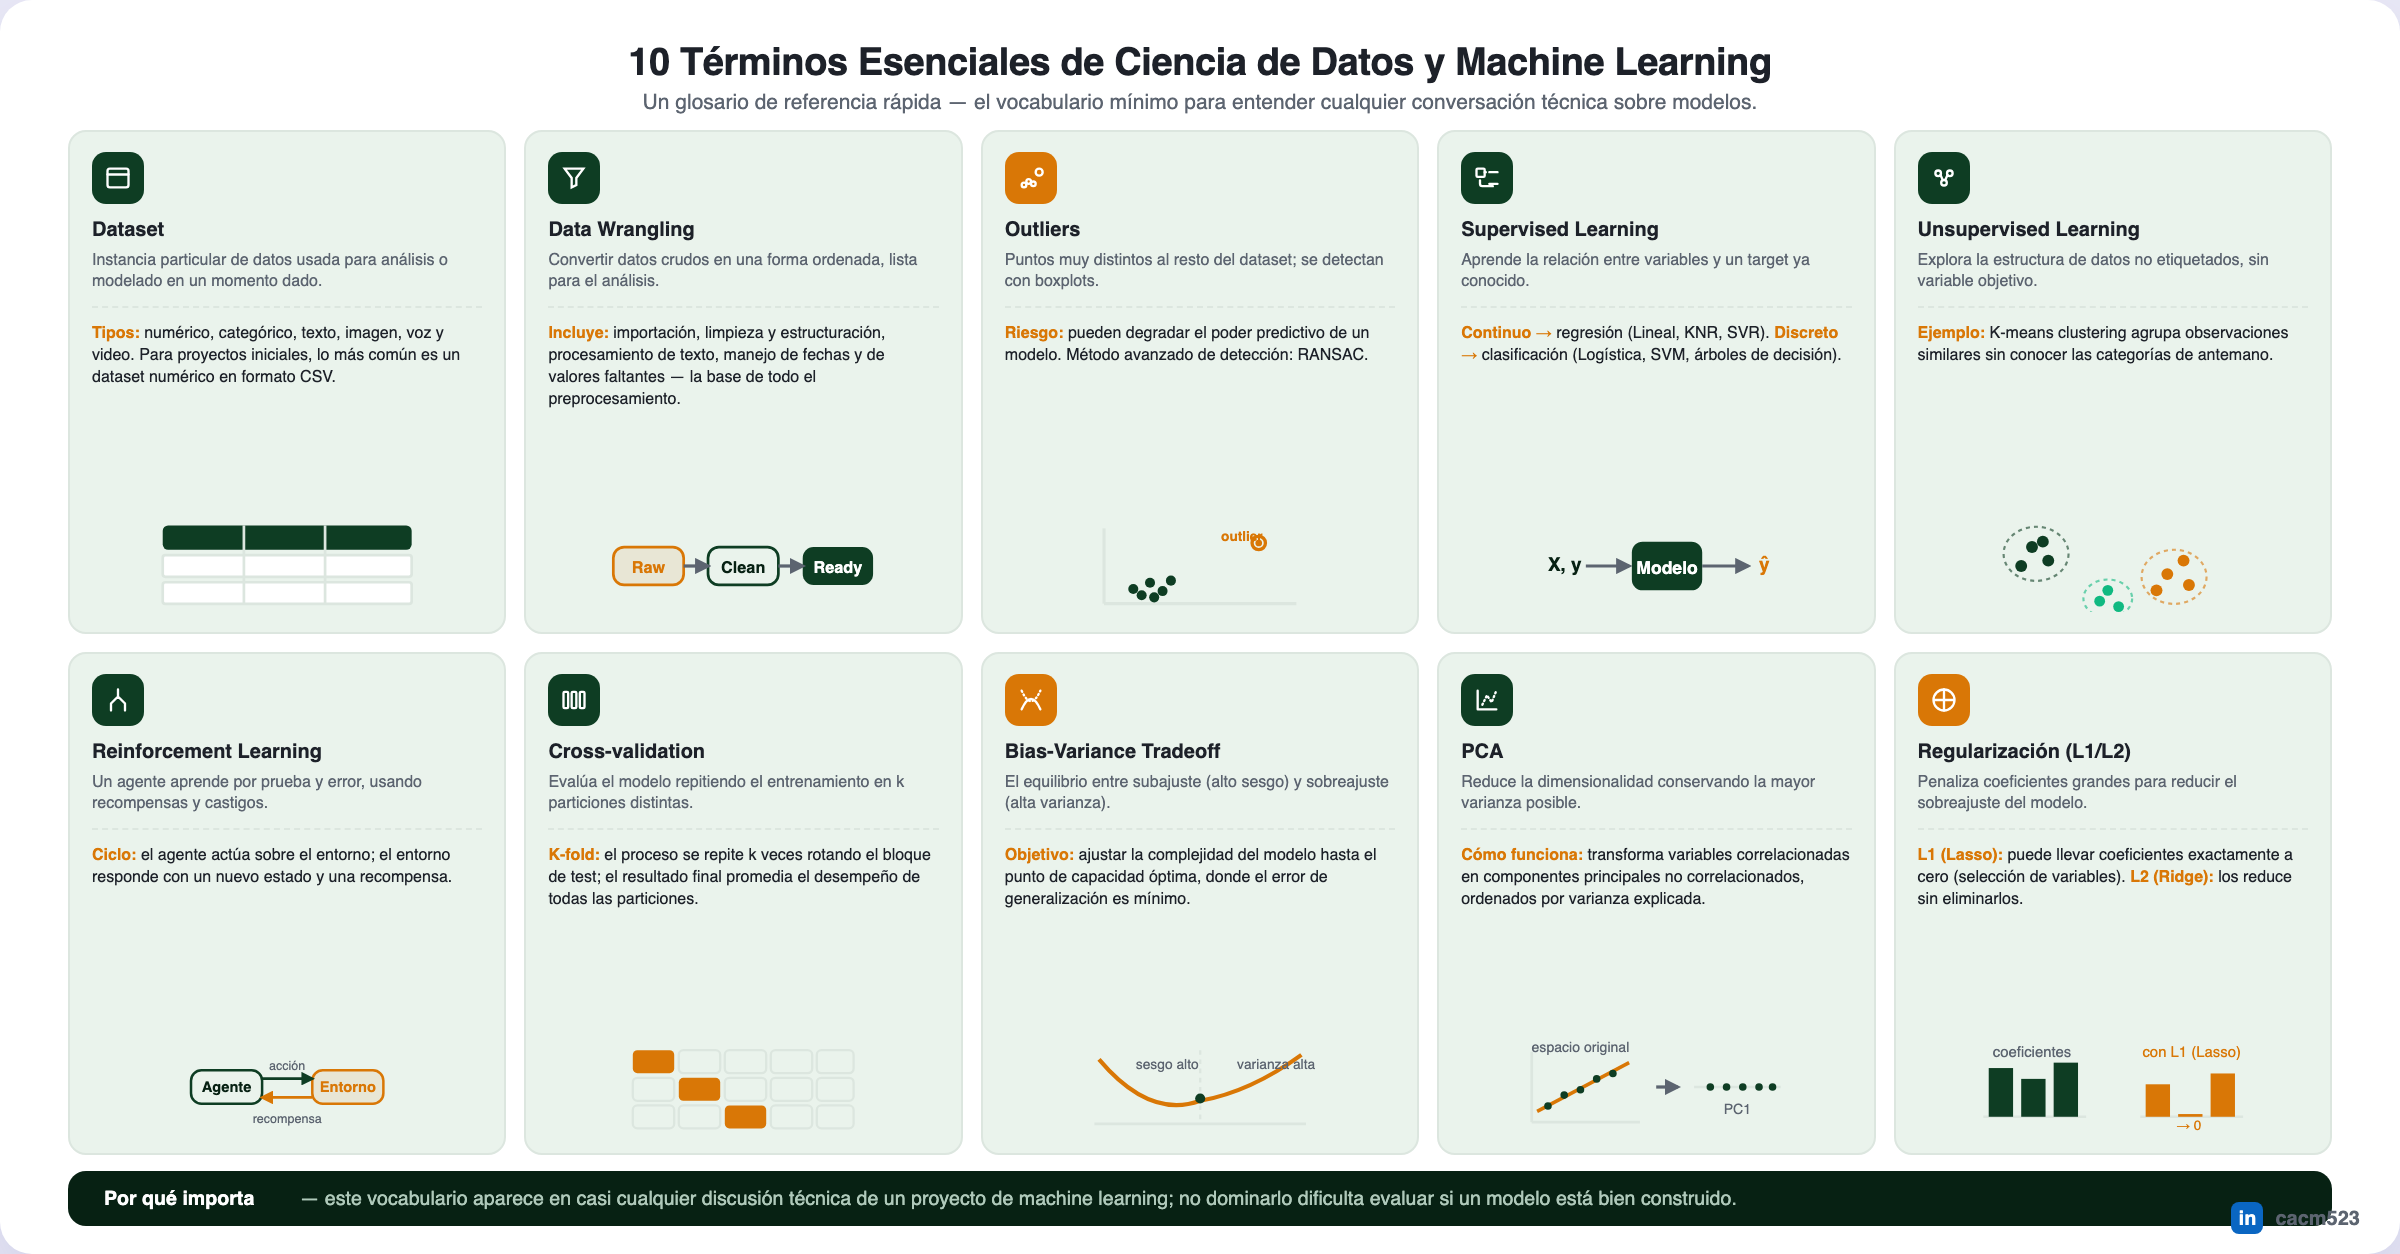 10 Términos Esenciales de Ciencia de Datos y Machine Learning
Un glosario de referencia rápida — el vocabulario mínimo para entender cualquier conversación técnica sobre modelos.
Dataset
Instancia particular de datos usada para análisis o
modelado en un momento dado.
Tipos: numérico, categórico, texto, imagen, voz y
video. Para proyectos iniciales, lo más común es un
dataset numérico en formato CSV.
Data Wrangling
Convertir datos crudos en una forma ordenada, lista
para el análisis.
Incluye: importación, limpieza y estructuración,
procesamiento de texto, manejo de fechas y de
valores faltantes — la base de todo el
preprocesamiento.
Raw
Clean
Ready
Outliers
Puntos muy distintos al resto del dataset; se detectan
con boxplots.
Riesgo: pueden degradar el poder predictivo de un
modelo. Método avanzado de detección: RANSAC.
outlier
Supervised Learning
Aprende la relación entre variables y un target ya
conocido.
Continuo → regresión (Lineal, KNR, SVR). Discreto
→ clasificación (Logística, SVM, árboles de decisión).
X, y
Modelo
ŷ
Unsupervised Learning
Explora la estructura de datos no etiquetados, sin
variable objetivo.
Ejemplo: K-means clustering agrupa observaciones
similares sin conocer las categorías de antemano.
Reinforcement Learning
Un agente aprende por prueba y error, usando
recompensas y castigos.
Ciclo: el agente actúa sobre el entorno; el entorno
responde con un nuevo estado y una recompensa.
acción
Agente
Entorno
recompensa
Cross-validation
Evalúa el modelo repitiendo el entrenamiento en k
particiones distintas.
K-fold: el proceso se repite k veces rotando el bloque
de test; el resultado final promedia el desempeño de
todas las particiones.
Bias-Variance Tradeoff
El equilibrio entre subajuste (alto sesgo) y sobreajuste
(alta varianza).
Objetivo: ajustar la complejidad del modelo hasta el
punto de capacidad óptima, donde el error de
generalización es mínimo.
sesgo alto
varianza alta
PCA
Reduce la dimensionalidad conservando la mayor
varianza posible.
Cómo funciona: transforma variables correlacionadas
en componentes principales no correlacionados,
ordenados por varianza explicada.
espacio original
PC1
Regularización (L1/L2)
Penaliza coeficientes grandes para reducir el
sobreajuste del modelo.
L1 (Lasso): puede llevar coeficientes exactamente a
cero (selección de variables). L2 (Ridge): los reduce
sin eliminarlos.
coeficientes
con L1 (Lasso)
→ 0
Por qué importa — este vocabulario aparece en casi cualquier discusión técnica de un proyecto de machine learning; no dominarlo dificulta evaluar si un modelo está bien construido.
in cacm523